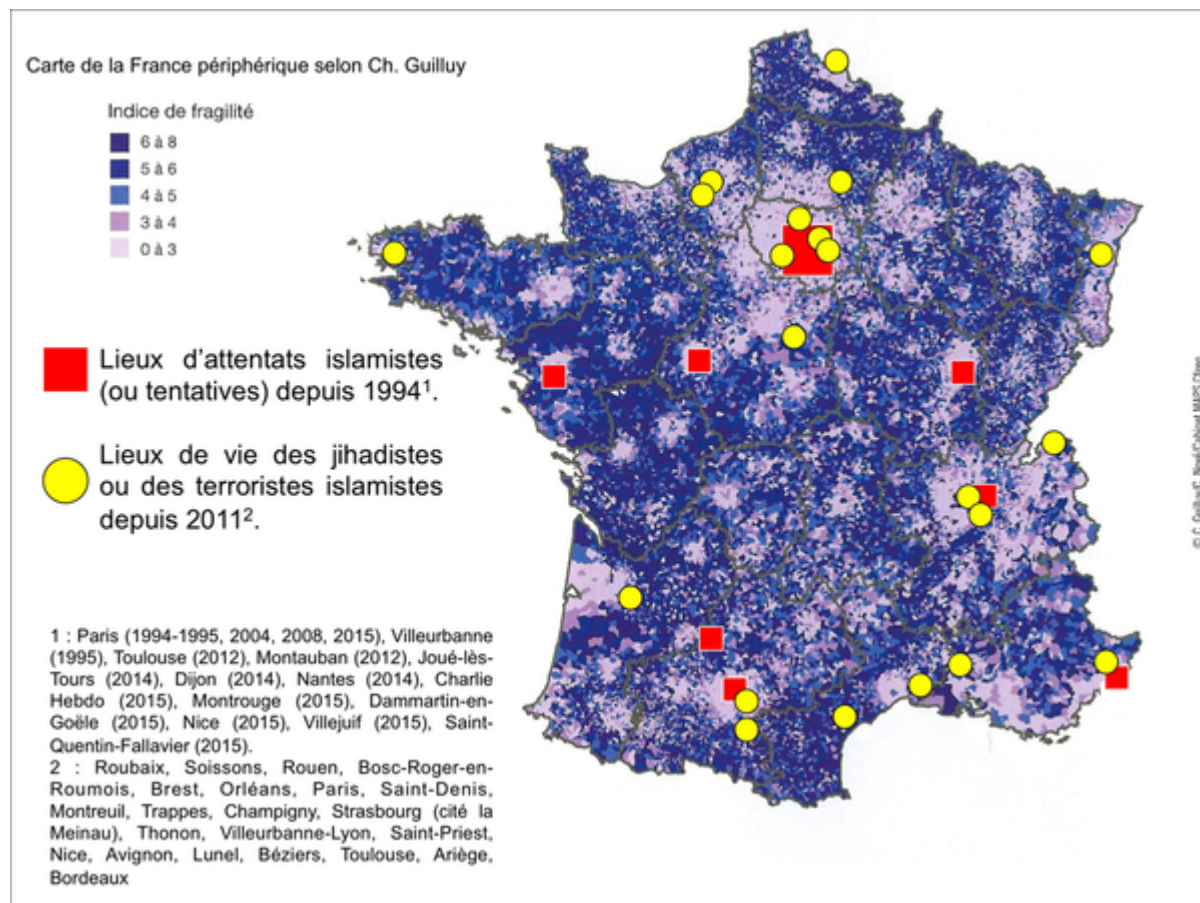 Carte de la France périphérique selon Ch. Guilluy
Indice de fragilité
6 à 8
5 à 6
4 à 5
3 à 4
0 à 3
Lieux d'attentats islamistes
(ou tentatives) depuis 1994¹.
Lieux de vie des jihadistes
ou des terroristes islamistes
depuis 2011².
1 : Paris (1994-1995, 2004, 2008, 2015), Villeurbanne
(1995), Toulouse (2012), Montauban (2012), Joué-lès-
Tours (2014), Dijon (2014), Nantes (2014), Charlie
Hebdo (2015), Montrouge (2015), Dammartin-en-
Goële (2015), Nice (2015), Villejuif (2015), Saint-
Quentin-Fallavier (2015).
2 : Roubaix, Soissons, Rouen, Bosc-Roger-en-
Roumois, Brest, Orléans, Paris, Saint-Denis,
Montreuil, Trappes, Champigny, Strasbourg (cité la
Meinau), Thonon, Villeurbanne-Lyon, Saint-Priest,
Nice, Avignon, Lunel, Béziers, Toulouse, Ariège,
Bordeaux
© C. Guilluy/C. Noyé/Cabinet MAPS